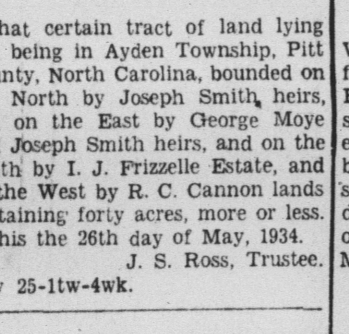 hat certain tract of land lying
being in Ayden Township, Pitt
unty, North Carolina, bounded on
North by Joseph Smith heirs,
on the East by George Moye
Joseph Smith heirs, and on the
th by I. J. Frizzelle Estate, and
the West by R. C. Cannon lands
taining forty acres, more or less.
his the 26th day of May, 1934.
J. S. Ross, Trustee.
y 25-1tw-4wk.